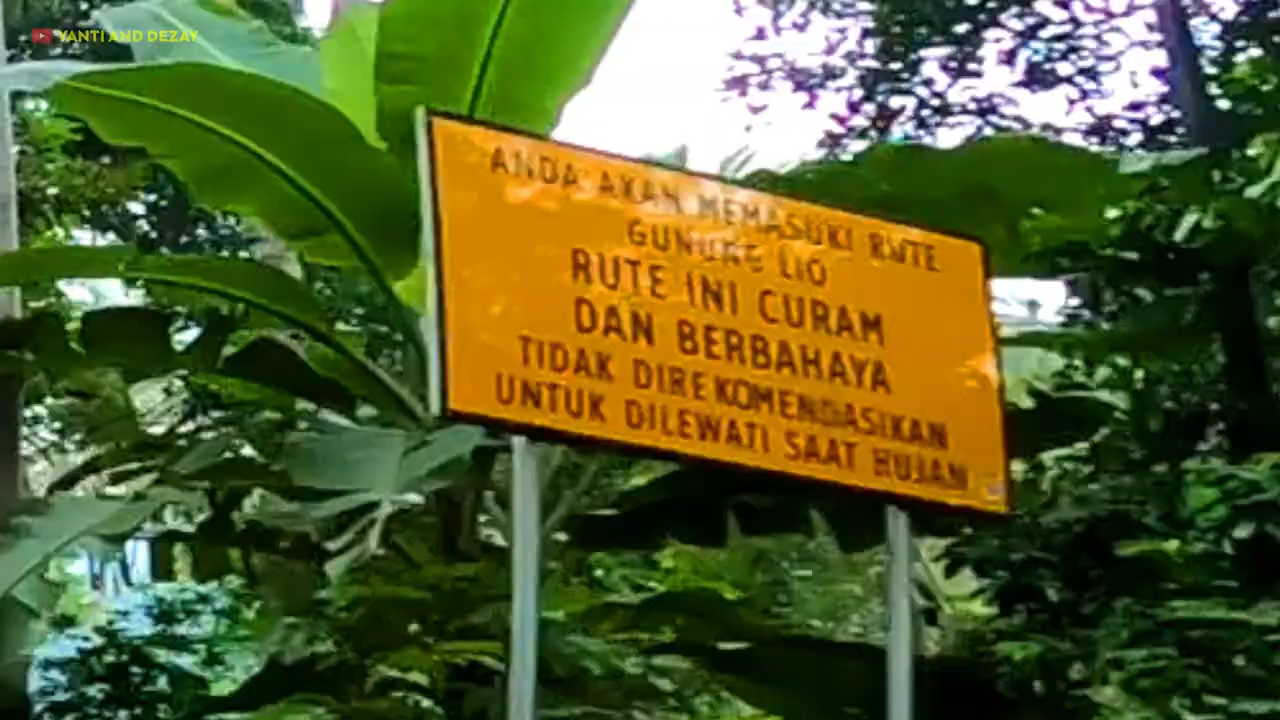 YANTI AND DEZAY
ANDA AKAN MEMASUKI RUTE
LIO
RUTE INI CURAM
DAN BERBAHAYA
TIDAK DIREKOMENDASIKAN
UNTUK DILEWATI SAAT HUJAN